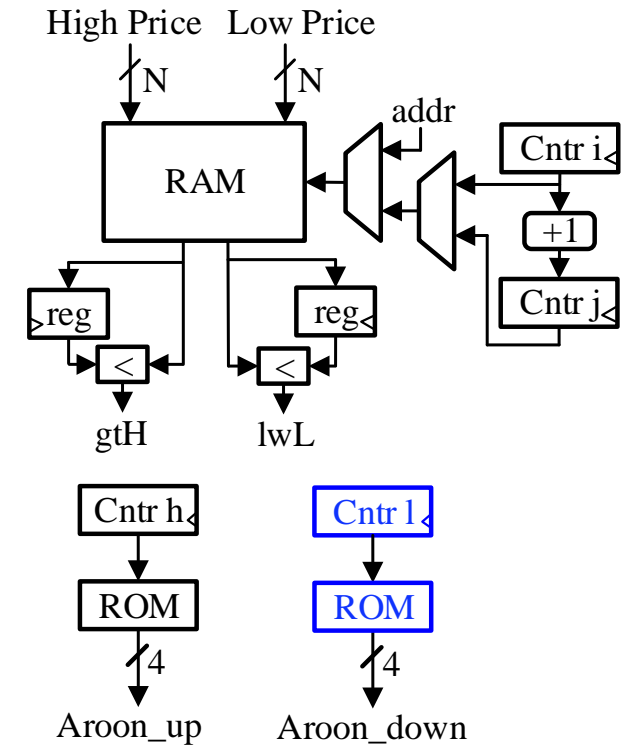 High Price Low Price
N N
addr
RAM
Cntr i
+1
Cntr j
reg reg
< <
gtH lwL
Cntr h Cntr l
ROM ROM
4 4
Aroon_up Aroon_down